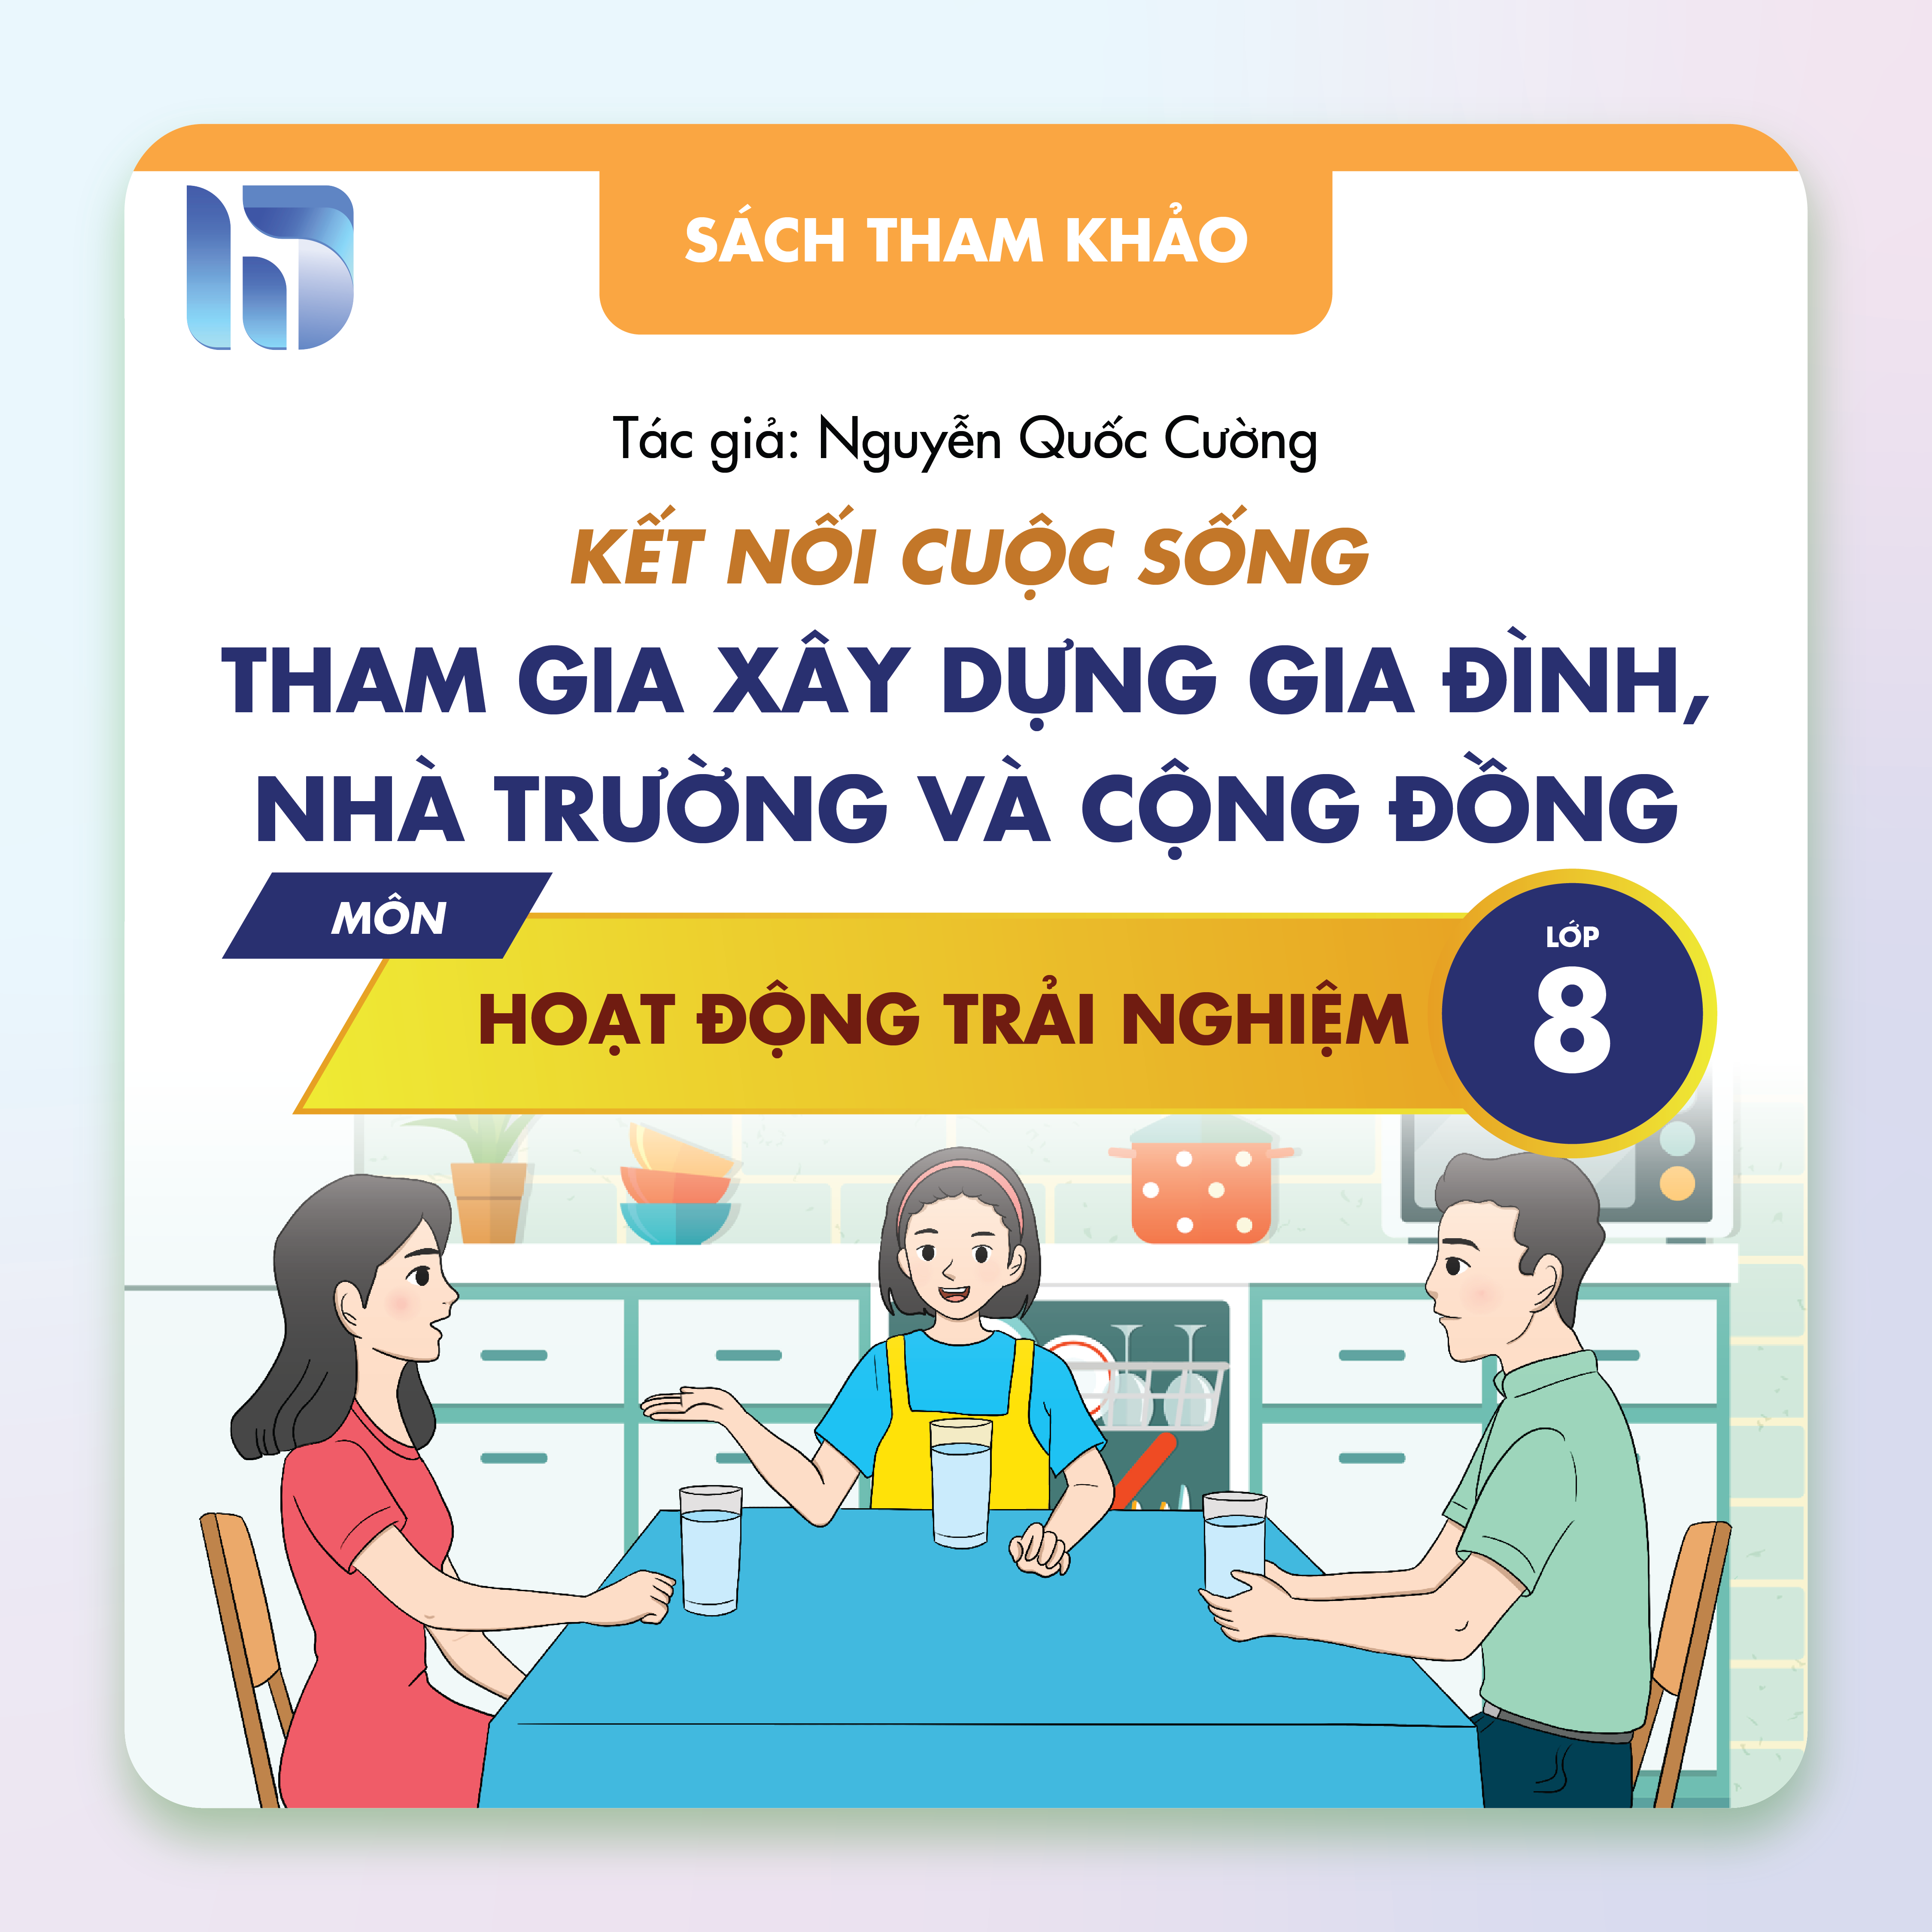 SÁCH THAM KHẢO
Tác giả: Nguyễn Quốc Cường
KẾT NỐI CUỘC SỐNG
THAM GIA XÂY DỰNG GIA ĐÌNH,
NHÀ TRƯỜNG VÀ CỘNG ĐỒNG
MÔN
HOẠT ĐỘNG TRẢI NGHIỆM
LỚP
8